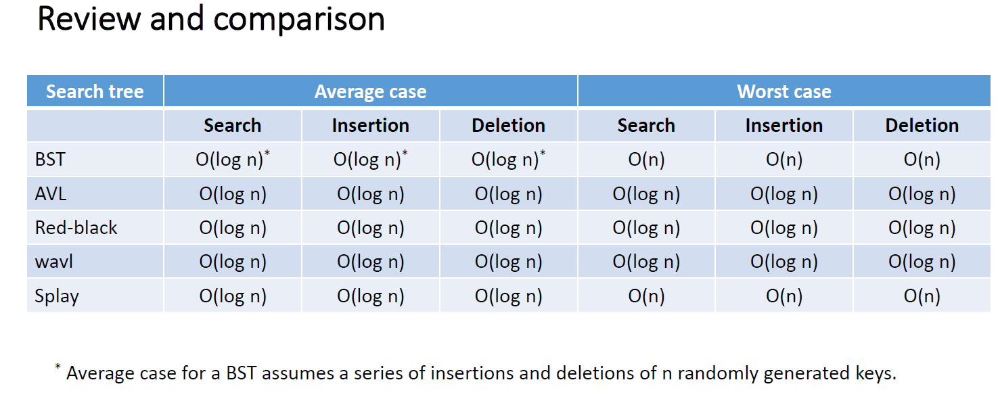 Review and comparison
Search tree Average case Worst case
Search Insertion Deletion Search Insertion Deletion
BST O(log n)* O(log n)* O(log n)* O(n) O(n) O(n)
AVL O(log n) O(log n) O(log n) O(log n) O(log n) O(log n)
Red-black O(log n) O(log n) O(log n) O(log n) O(log n) O(log n)
wavl O(log n) O(log n) O(log n) O(log n) O(log n) O(log n)
Splay O(log n) O(log n) O(log n) O(n) O(n) O(n)
* Average case for a BST assumes a series of insertions and deletions of n randomly generated keys.